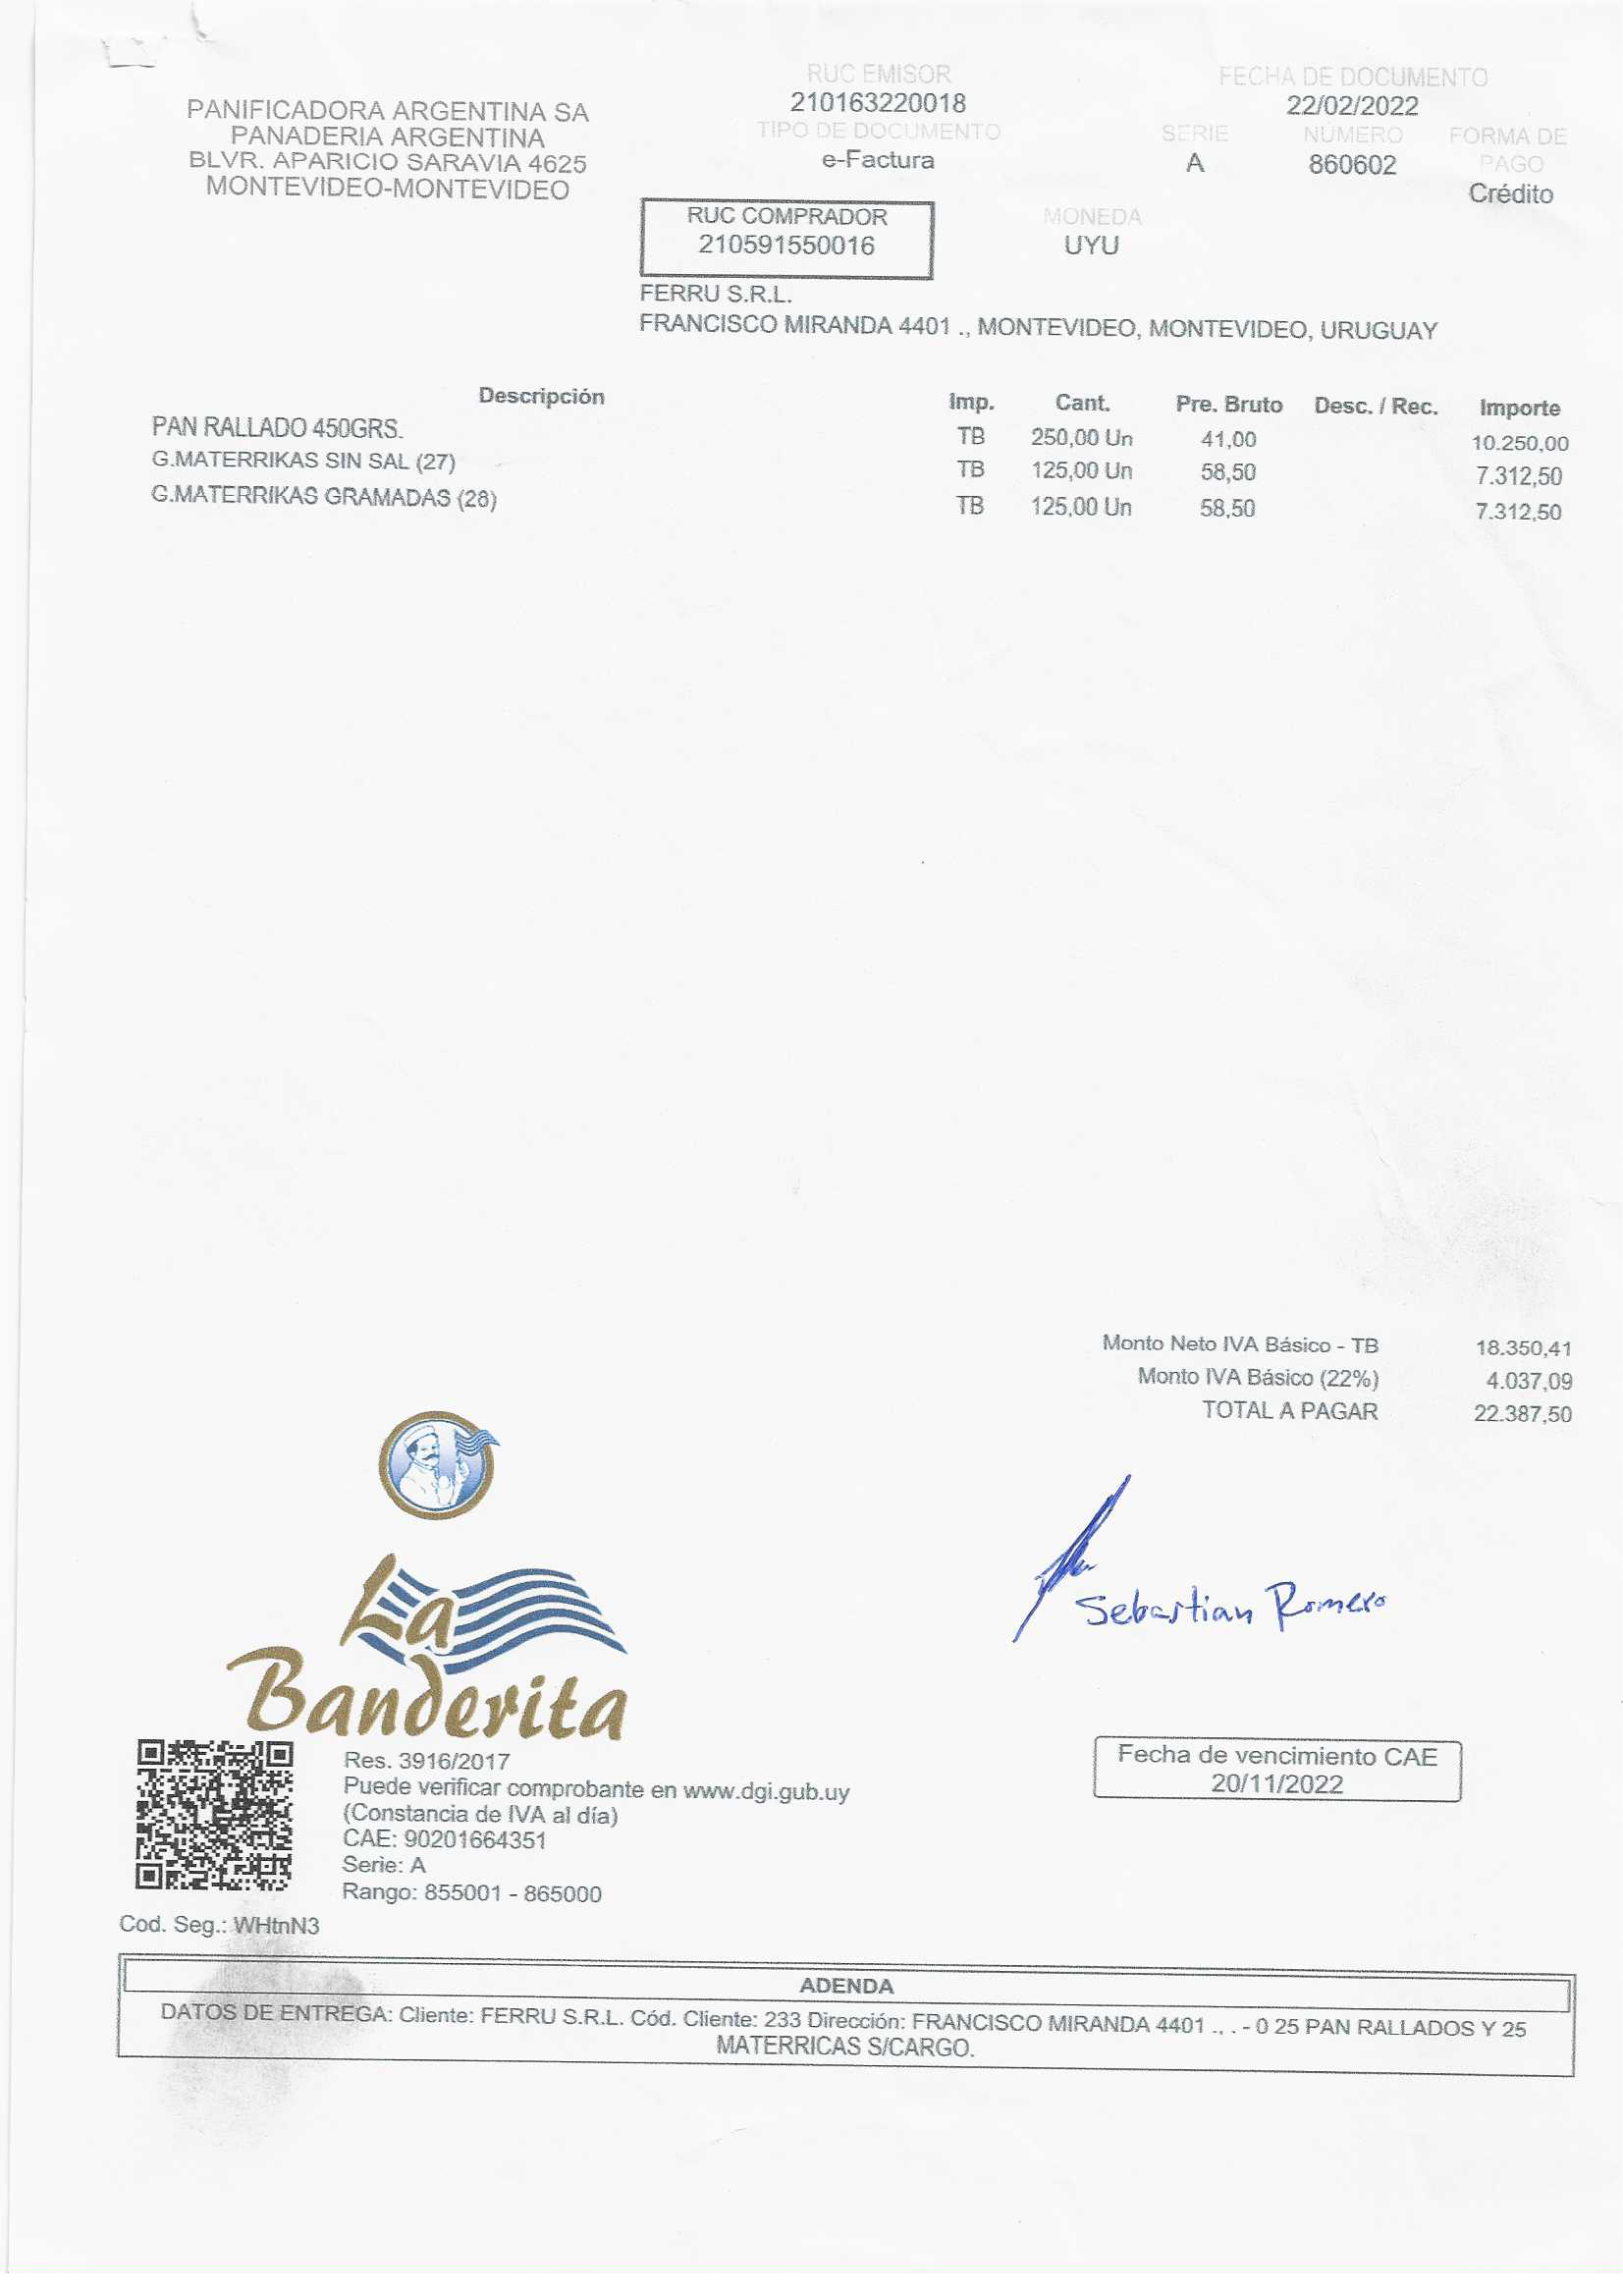 PANIFICADORA ARGENTINA SA
PANADERIA ARGENTINA
BLVR. APARICIO SARAVIA 4625
MONTEVIDEO-MONTEVIDEO
RUC EMISOR
210163220018
TIPO DE DOCUMENTO
e-Factura
FECHA DE DOCUMENTO
22/02/2022
SERIE NÚMERO FORMA DE PAGO
A 860602 Crédito
RUC COMPRADOR
210591550016
MONEDA
UYU
FERRU S.R.L.
FRANCISCO MIRANDA 4401 ., MONTEVIDEO, MONTEVIDEO, URUGUAY
Descripción Imp. Cant. Pre. Bruto Desc. / Rec. Importe
PAN RALLADO 450GRS. TB 250,00 Un 41,00 10.250,00
G.MATERRIKAS SIN SAL (27) TB 125,00 Un 58,50 7.312,50
G.MATERRIKAS GRAMADAS (28) TB 125,00 Un 58,50 7.312,50
Monto Neto IVA Básico - TB 18.350,41
Monto IVA Básico (22%) 4.037,09
TOTAL A PAGAR 22.387,50
Sebastian Romero
La
Banderita
Res. 3916/2017
Puede verificar comprobante en www.dgi.gub.uy
(Constancia de IVA al día)
CAE: 90201664351
Serie: A
Rango: 855001 - 865000
Fecha de vencimiento CAE
20/11/2022
Cod. Seg.: WHtnN3
ADENDA
DATOS DE ENTREGA: Cliente: FERRU S.R.L. Cód. Cliente: 233 Dirección: FRANCISCO MIRANDA 4401 ., . - 0 25 PAN RALLADOS Y 25
MATERRICAS S/CARGO.